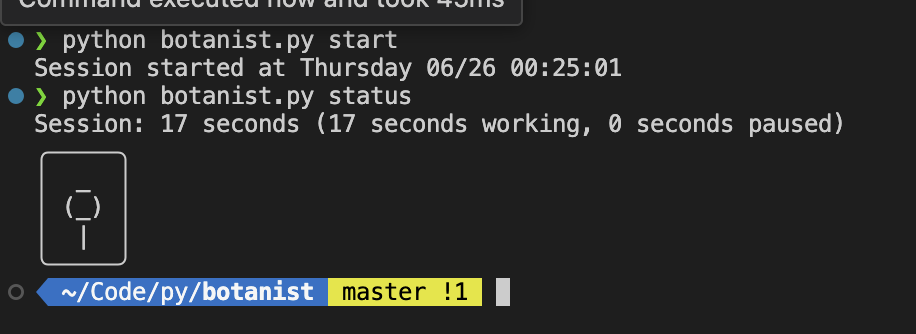 Command executed now and took 45ms
❯ python botanist.py start
Session started at Thursday 06/26 00:25:01
❯ python botanist.py status
Session: 17 seconds (17 seconds working, 0 seconds paused)
_
(_)
|
~/Code/py/botanist master !1